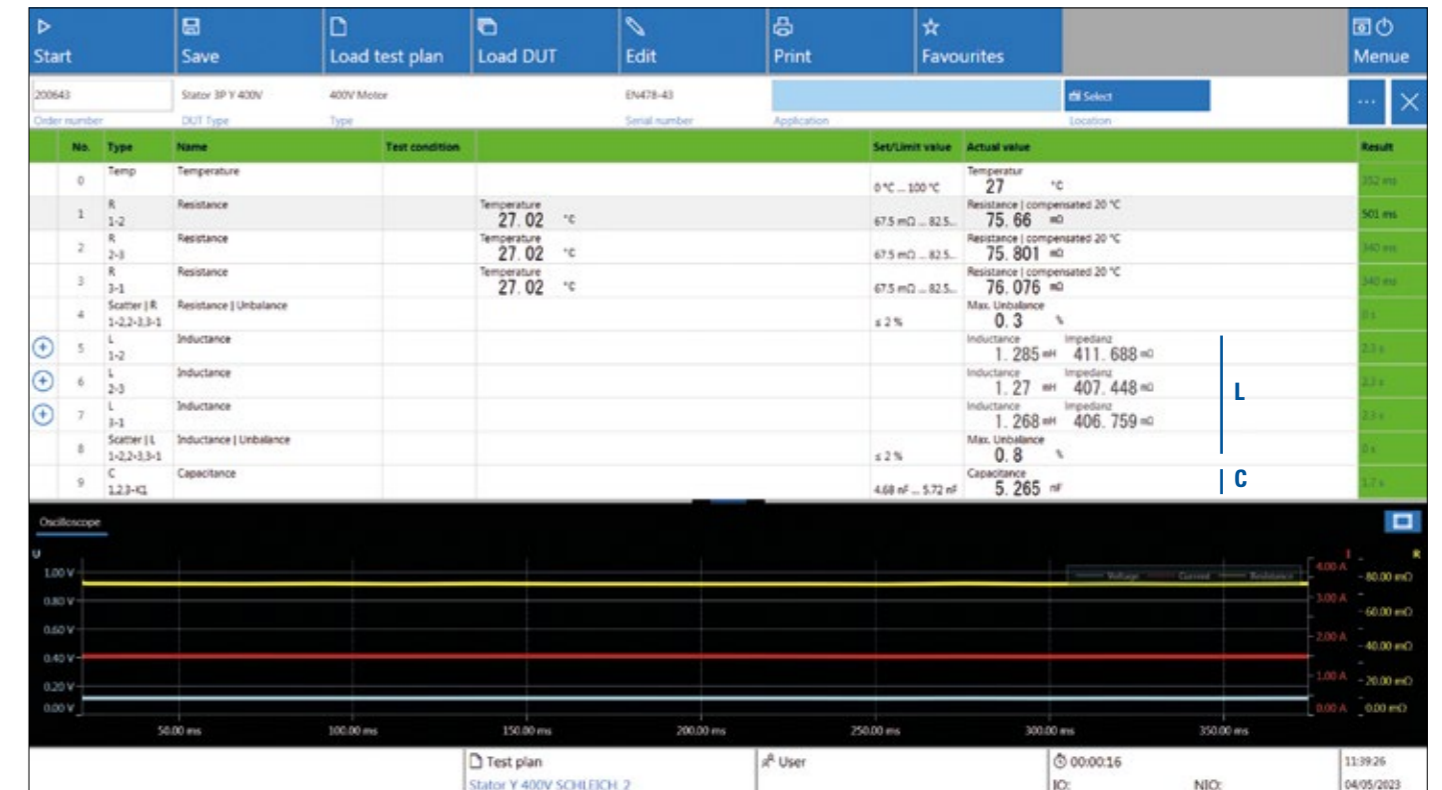 Start Save Load test plan Load DUT Edit Print Favourites Menue
200643 Stator 3P Y 400V 400V Motor EN478-43 Select ...
Order number DUT Type Type Serial number Application Location
No. Type Name Test condition Set/Limit value Actual value Result
Temp Temperature Temperatur
0 0 °C ... 100 °C 27 °C 352 ms
R Resistance Temperature Resistance | compensated 20 °C
1 1-2 27. 02 °C 67.5 mΩ ... 82.5... 75. 66 mΩ 501 ms
R Resistance Temperature Resistance | compensated 20 °C
2 2-3 27. 02 °C 67.5 mΩ ... 82.5... 75. 801 mΩ 340 ms
R Resistance Temperature Resistance | compensated 20 °C
3 3-1 27. 02 °C 67.5 mΩ ... 82.5... 76. 076 mΩ 340 ms
Scatter | R Resistance | Unbalance Max. Unbalance
4 1-2,2-3,3-1 ≤ 2 % 0. 3 % 0 s
L Inductance Inductance Impedanz
5 1-2 1. 285 mH 411. 688 mΩ 2.3 s
L Inductance Inductance Impedanz
6 2-3 1. 27 mH 407. 448 mΩ 2.3 s
L
L Inductance Inductance Impedanz
7 3-1 1. 268 mH 406. 759 mΩ 2.3 s
Scatter | L Inductance | Unbalance Max. Unbalance
8 1-2,2-3,3-1 ≤ 2 % 0. 8 % 0 s
C Capacitance Capacitance
9 1,2,3-K1 4.68 nF ... 5.72 nF 5. 265 nF 1.7 s
C
Oscilloscope
U I R
Voltage Current Resistance
1.00 V 4.00 A 80.00 mΩ
0.80 V 3.00 A 60.00 mΩ
0.60 V 2.00 A 40.00 mΩ
0.40 V 1.00 A 20.00 mΩ
0.20 V
0.00 V 0.00 A 0.00 mΩ
50.00 ms 100.00 ms 150.00 ms 200.00 ms 250.00 ms 300.00 ms 350.00 ms
Test plan User 00:00:16 11:39:26
Stator Y 400V SCHLEICH_2 IO: NIO: 04/05/2023